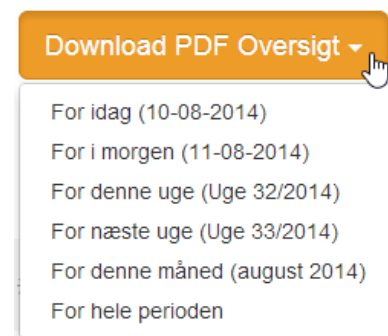 Download PDF Oversigt
For idag (10-08-2014)
For i morgen (11-08-2014)
For denne uge (Uge 32/2014)
For næste uge (Uge 33/2014)
For denne måned (august 2014)
For hele perioden